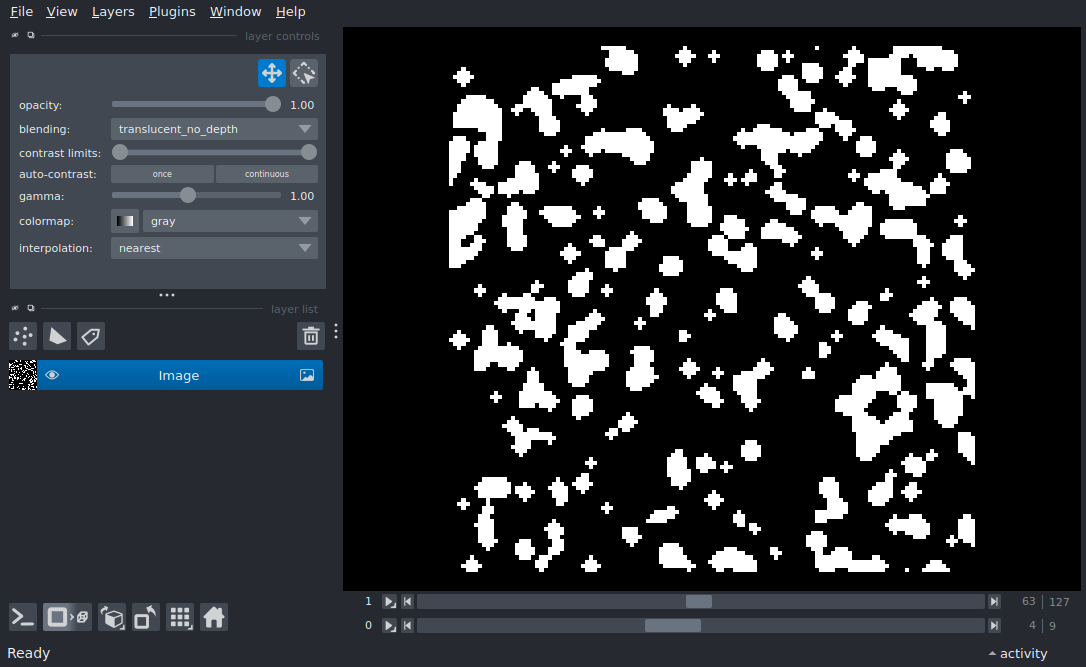 File View Layers Plugins Window Help
layer controls
opacity: 1.00
blending: translucent_no_depth
contrast limits:
auto-contrast: once continuous
gamma: 1.00
colormap: gray
interpolation: nearest
layer list
Image
1 63 127
0 4 9
Ready activity